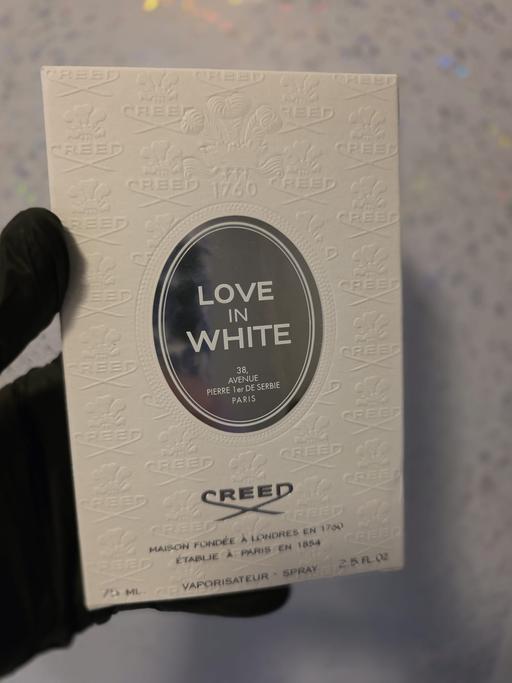 1760
LOVE
IN
WHITE
38,
AVENUE
PIERRE 1er DE SERBIE
PARIS
CREED
MAISON FONDÉE À LONDRES EN 1760
ÉTABLIE À PARIS EN 1854
75 ML. VAPORISATEUR - SPRAY 2.5 FL.OZ